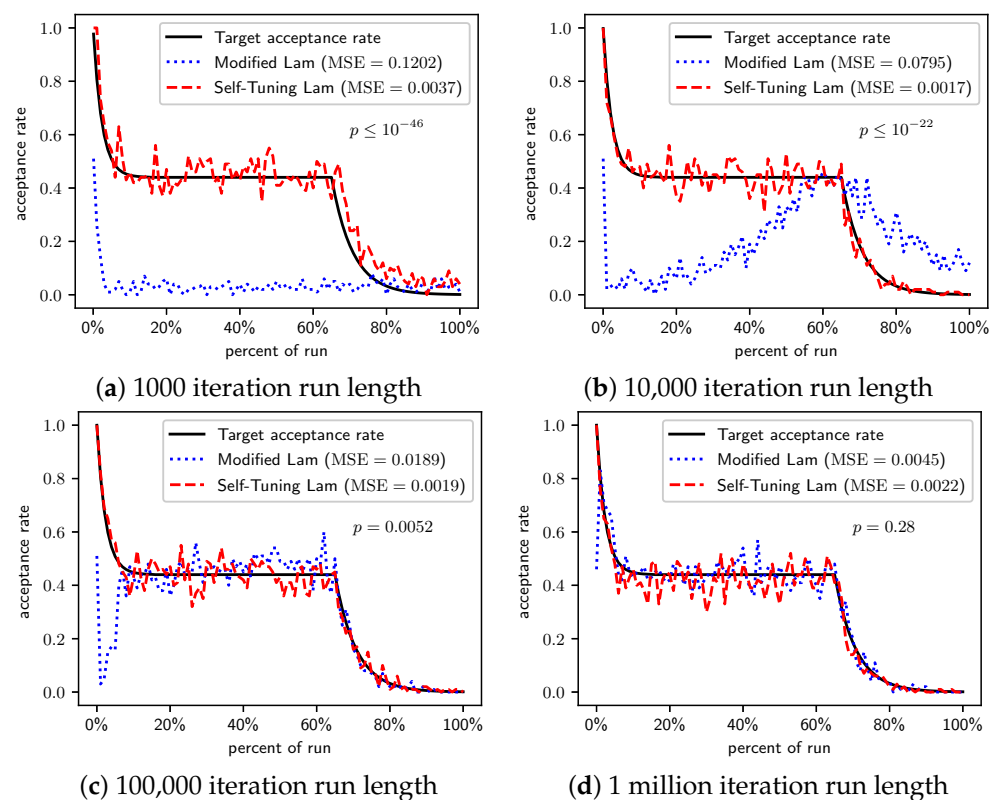 Target acceptance rate
Modified Lam (MSE = 0.1202)
Self-Tuning Lam (MSE = 0.0037)
p ≤ 10⁻⁴⁶
acceptance rate
1.0
0.8
0.6
0.4
0.2
0.0
0% 20% 40% 60% 80% 100%
percent of run
(a) 1000 iteration run length
Target acceptance rate
Modified Lam (MSE = 0.0795)
Self-Tuning Lam (MSE = 0.0017)
p ≤ 10⁻²²
acceptance rate
1.0
0.8
0.6
0.4
0.2
0.0
0% 20% 40% 60% 80% 100%
percent of run
(b) 10,000 iteration run length
Target acceptance rate
Modified Lam (MSE = 0.0189)
Self-Tuning Lam (MSE = 0.0019)
p = 0.0052
acceptance rate
1.0
0.8
0.6
0.4
0.2
0.0
0% 20% 40% 60% 80% 100%
percent of run
(c) 100,000 iteration run length
Target acceptance rate
Modified Lam (MSE = 0.0045)
Self-Tuning Lam (MSE = 0.0022)
p = 0.28
acceptance rate
1.0
0.8
0.6
0.4
0.2
0.0
0% 20% 40% 60% 80% 100%
percent of run
(d) 1 million iteration run length